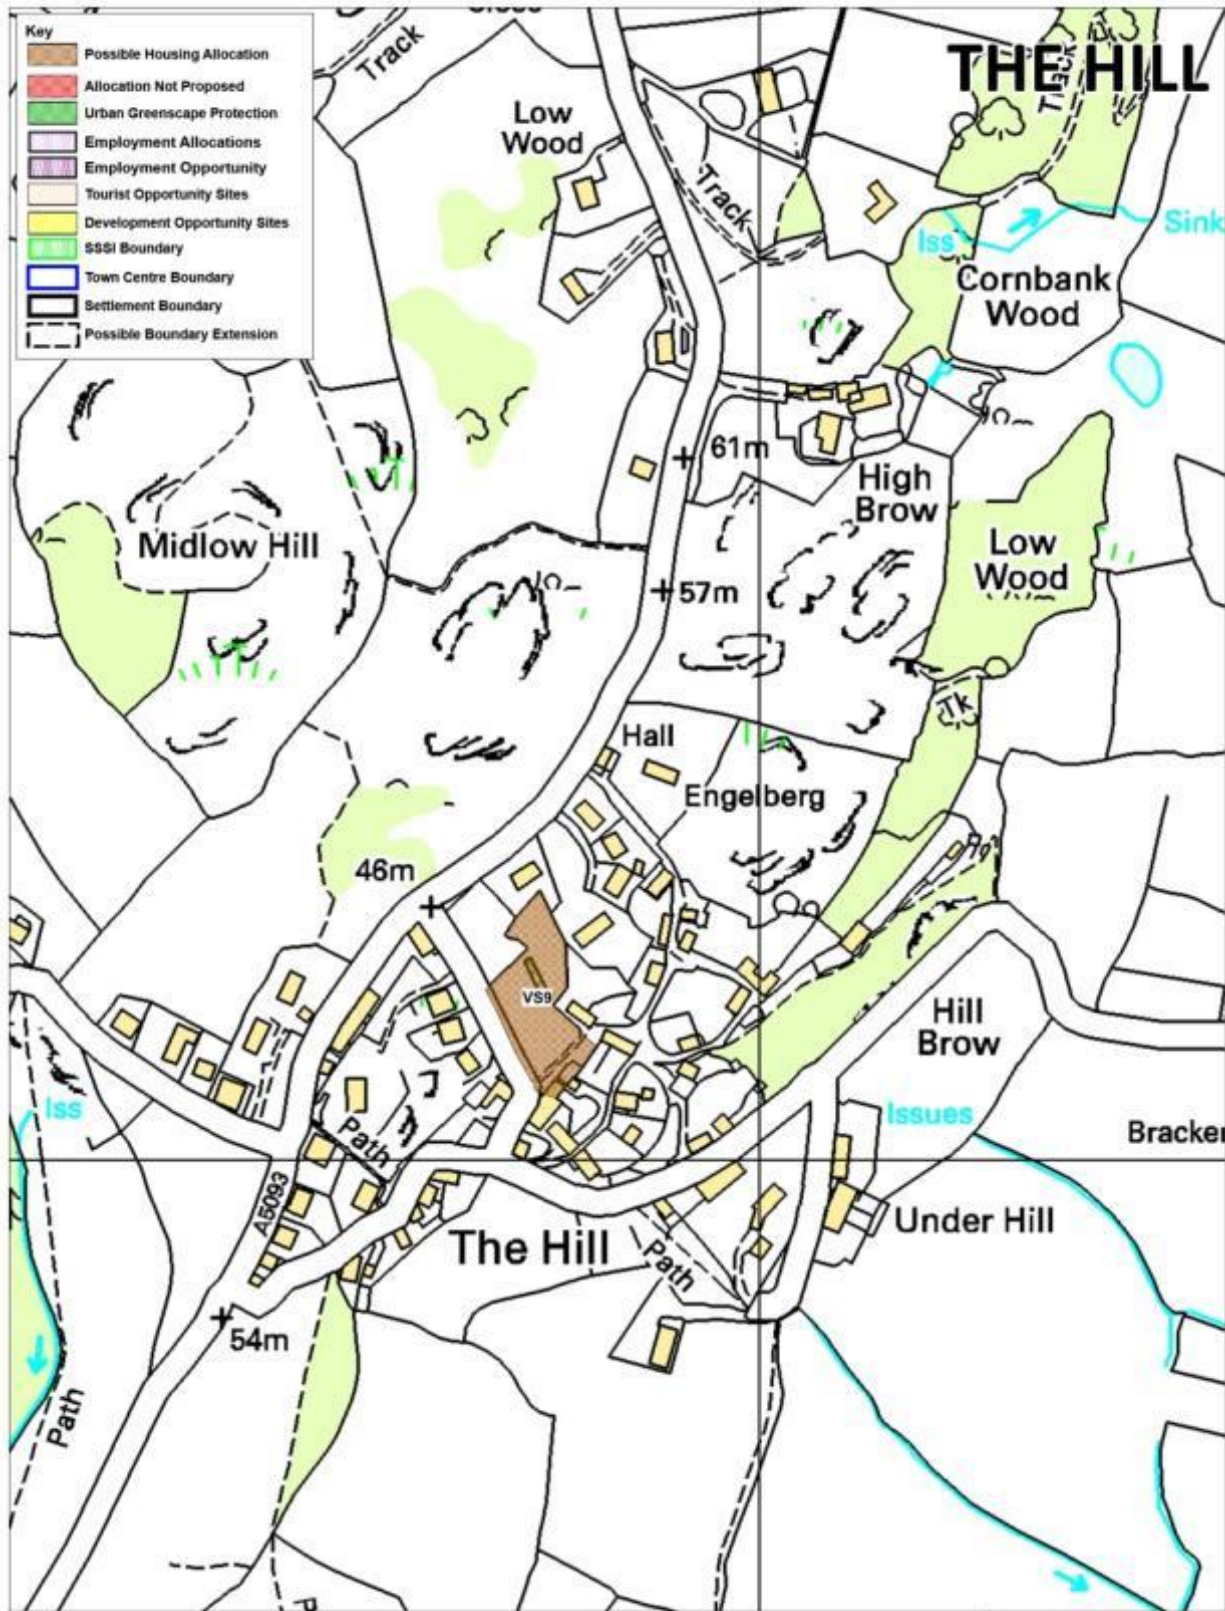 Close
Key
Possible Housing Allocation
Allocation Not Proposed
Urban Greenscape Protection
Employment Allocations
Employment Opportunity
Tourist Opportunity Sites
Development Opportunity Sites
SSSI Boundary
Town Centre Boundary
Settlement Boundary
Possible Boundary Extension
Track
THE HILL
Track
Low
Wood
Track
Iss
Sink
Cornbank
Wood
61m
High
Brow
Midlow Hill
Low
Wood
57m
Tk
Hall
Engelberg
46m
VS9
Hill
Brow
Iss
Issues
Path
Bracken
A5093
The Hill
Under Hill
Path
54m
Path